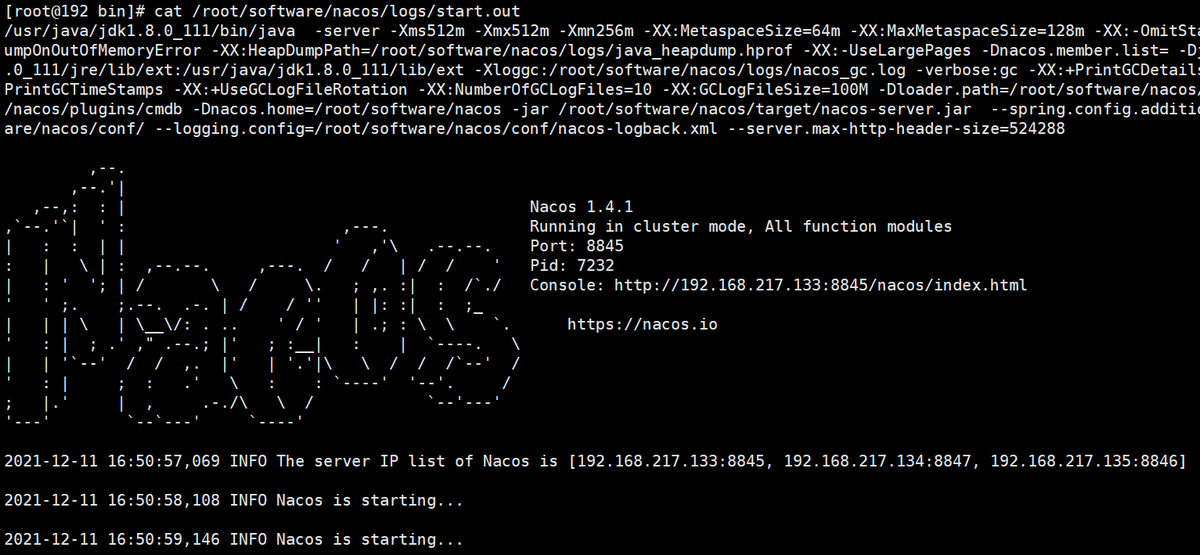 [root@192 bin]# cat /root/software/nacos/logs/start.out
/usr/java/jdk1.8.0_111/bin/java  -server -Xms512m -Xmx512m -Xmn256m -XX:MetaspaceSize=64m -XX:MaxMetaspaceSize=128m -XX:-OmitSta
umpOnOutOfMemoryError -XX:HeapDumpPath=/root/software/nacos/logs/java_heapdump.hprof -XX:-UseLargePages -Dnacos.member.list= -Dj
.0_111/jre/lib/ext:/usr/java/jdk1.8.0_111/lib/ext -Xloggc:/root/software/nacos/logs/nacos_gc.log -verbose:gc -XX:+PrintGCDetails
PrintGCTimeStamps -XX:+UseGCLogFileRotation -XX:NumberOfGCLogFiles=10 -XX:GCLogFileSize=100M -Dloader.path=/root/software/nacos/
/nacos/plugins/cmdb -Dnacos.home=/root/software/nacos -jar /root/software/nacos/target/nacos-server.jar  --spring.config.additio
are/nacos/conf/ --logging.config=/root/software/nacos/conf/nacos-logback.xml --server.max-http-header-size=524288
Nacos 1.4.1
Running in cluster mode, All function modules
Port: 8845
Pid: 7232
Console: http://192.168.217.133:8845/nacos/index.html
https://nacos.io
2021-12-11 16:50:57,069 INFO The server IP list of Nacos is [192.168.217.133:8845, 192.168.217.134:8847, 192.168.217.135:8846]
2021-12-11 16:50:58,108 INFO Nacos is starting...
2021-12-11 16:50:59,146 INFO Nacos is starting...